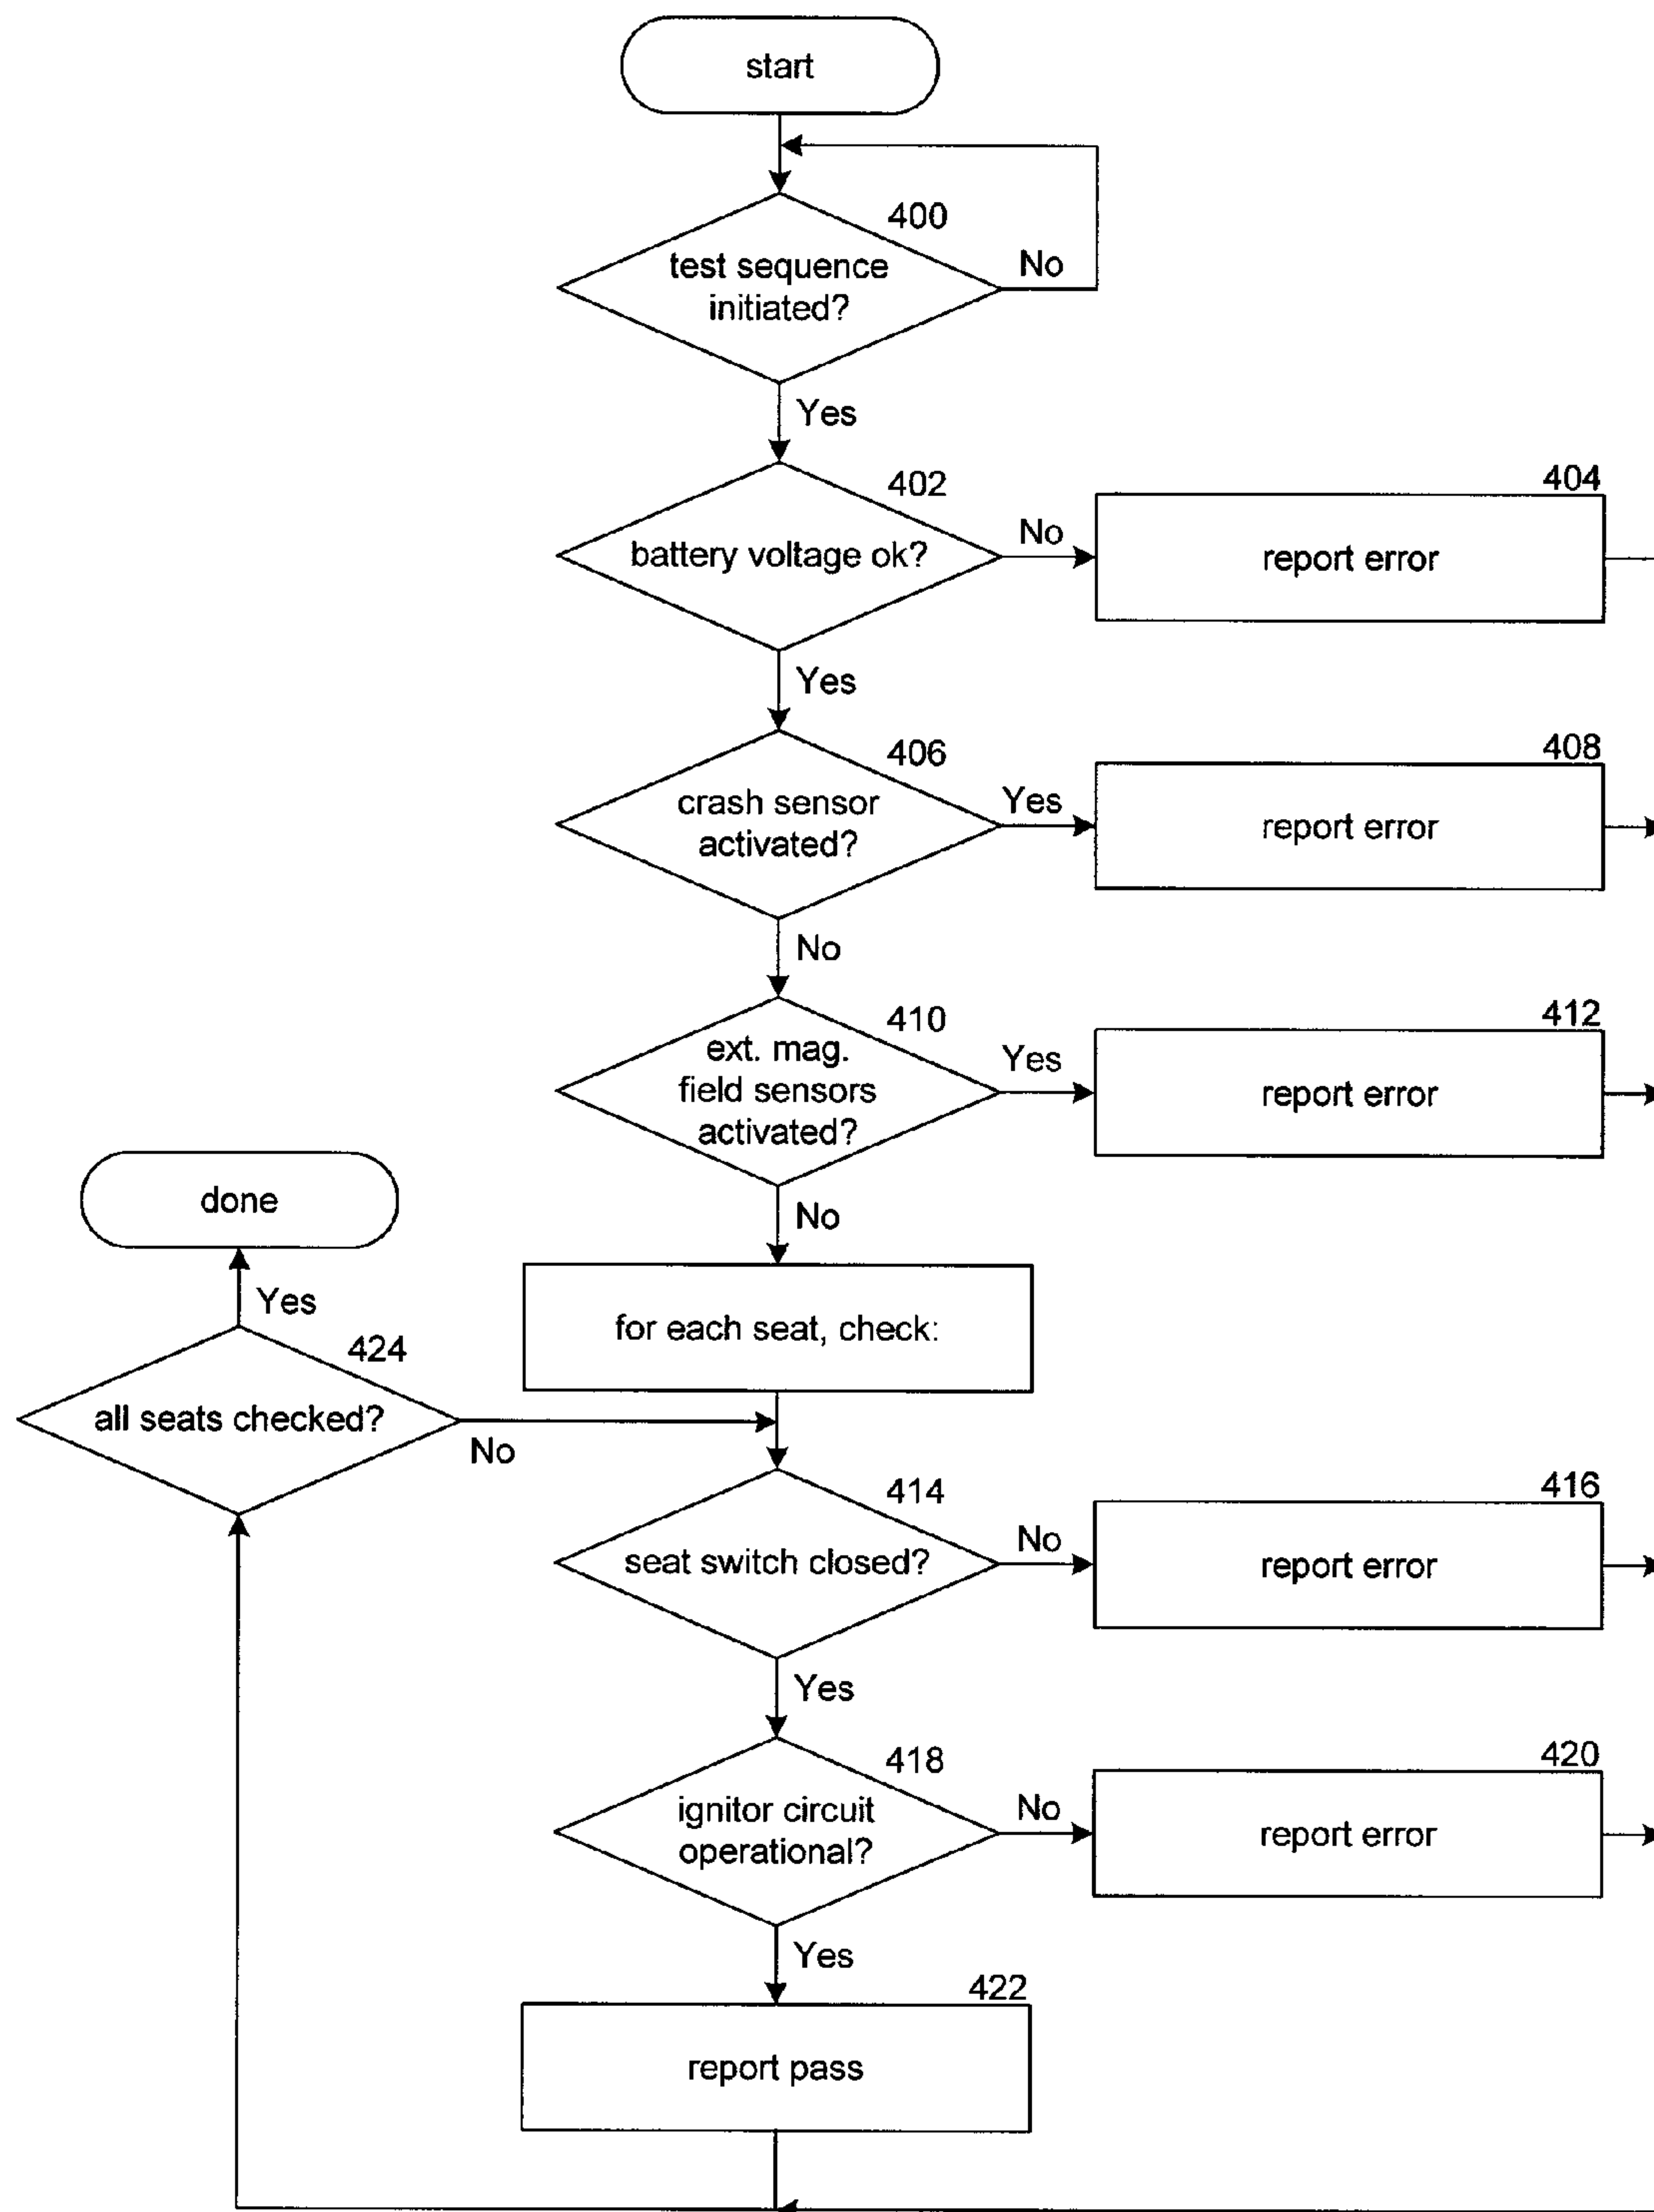 start
400
test sequence
initiated?
No
Yes
402
battery voltage ok?
No
404
report error
Yes
406
crash sensor
activated?
Yes
408
report error
No
410
ext. mag.
field sensors
activated?
Yes
412
report error
No
done
Yes
424
all seats checked?
No
for each seat, check:
414
seat switch closed?
No
416
report error
Yes
418
ignitor circuit
operational?
No
420
report error
Yes
422
report pass